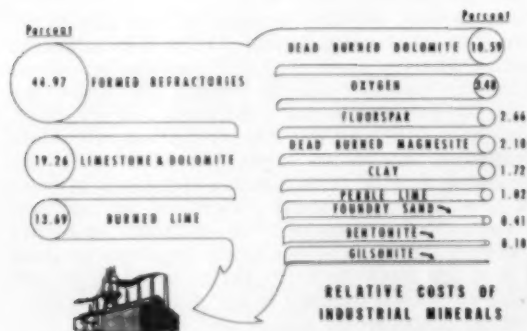 Percent
44.97 FORMED REFRACTORIES
19.26 LIMESTONE & DOLOMITE
13.69 BURNED LIME
Percent
DEAD BURNED DOLOMITE 10.59
OXYGEN 3.48
FLUORSPAR 2.66
DEAD BURNED MAGNESITE 2.10
CLAY 1.72
PEBBLE LIME 1.02
FOUNDRY SAND
0.41
BENTONITE
0.10
GILSONITE
RELATIVE COSTS OF
INDUSTRIAL MINERALS